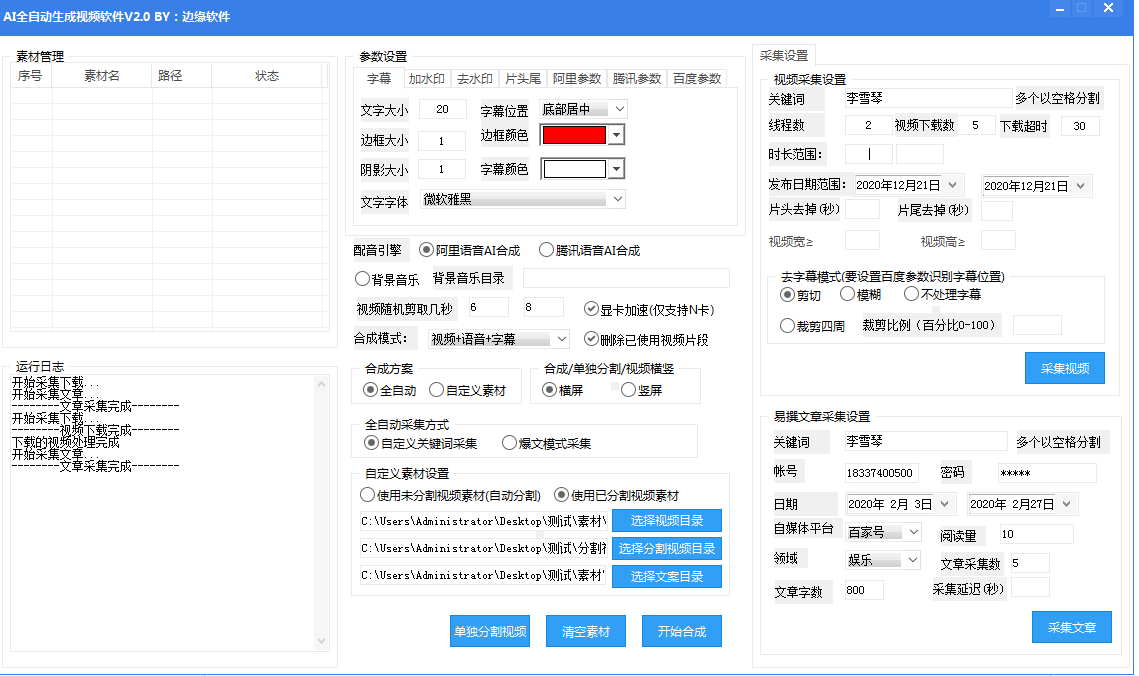 AI全自动生成视频软件V2.0 BY：边缘软件
素材管理
序号 素材名 路径 状态
运行日志
开始采集下载...
开始采集文章...
--------文章采集完成--------
开始采集下载...
--------视频下载完成--------
下载的视频处理完成
开始采集文章...
--------文章采集完成--------
参数设置
字幕 加水印 去水印 片头尾 阿里参数 腾讯参数 百度参数
文字大小 20 字幕位置 底部居中
边框大小 1 边框颜色
阴影大小 1 字幕颜色
文字字体 微软雅黑
配音引擎 阿里语音AI合成 腾讯语音AI合成
背景音乐 背景音乐目录
视频随机剪取几秒 6 8 显卡加速(仅支持N卡)
合成模式： 视频+语音+字幕 删除已使用视频片段
合成方案
全自动 自定义素材
合成/单独分割/视频横竖
横屏 竖屏
全自动采集方式
自定义关键词采集 爆文模式采集
自定义素材设置
使用未分割视频素材(自动分割) 使用已分割视频素材
C:\Users\Administrator\Desktop\测试\素材\ 选择视频目录
C:\Users\Administrator\Desktop\测试\分割 选择分割视频目录
C:\Users\Administrator\Desktop\测试\素材 选择文案目录
单独分割视频 清空素材 开始合成
采集设置
视频采集设置
关键词 李雪琴 多个以空格分割
线程数 2 视频下载数 5 下载超时 30
时长范围：
发布日期范围： 2020年12月21日 2020年12月21日
片头去掉(秒) 片尾去掉(秒)
视频宽≥ 视频高≥
去字幕模式(要设置百度参数识别字幕位置)
剪切 模糊 不处理字幕
裁剪四周 裁剪比例（百分比0-100）
采集视频
易撰文章采集设置
关键词 李雪琴 多个以空格分割
帐号 18337400500 密码 *****
日期 2020年 2月 3日 2020年 2月27日
自媒体平台 百家号 阅读量 10
领域 娱乐 文章采集数 5
文章字数 800 采集延迟(秒)
采集文章